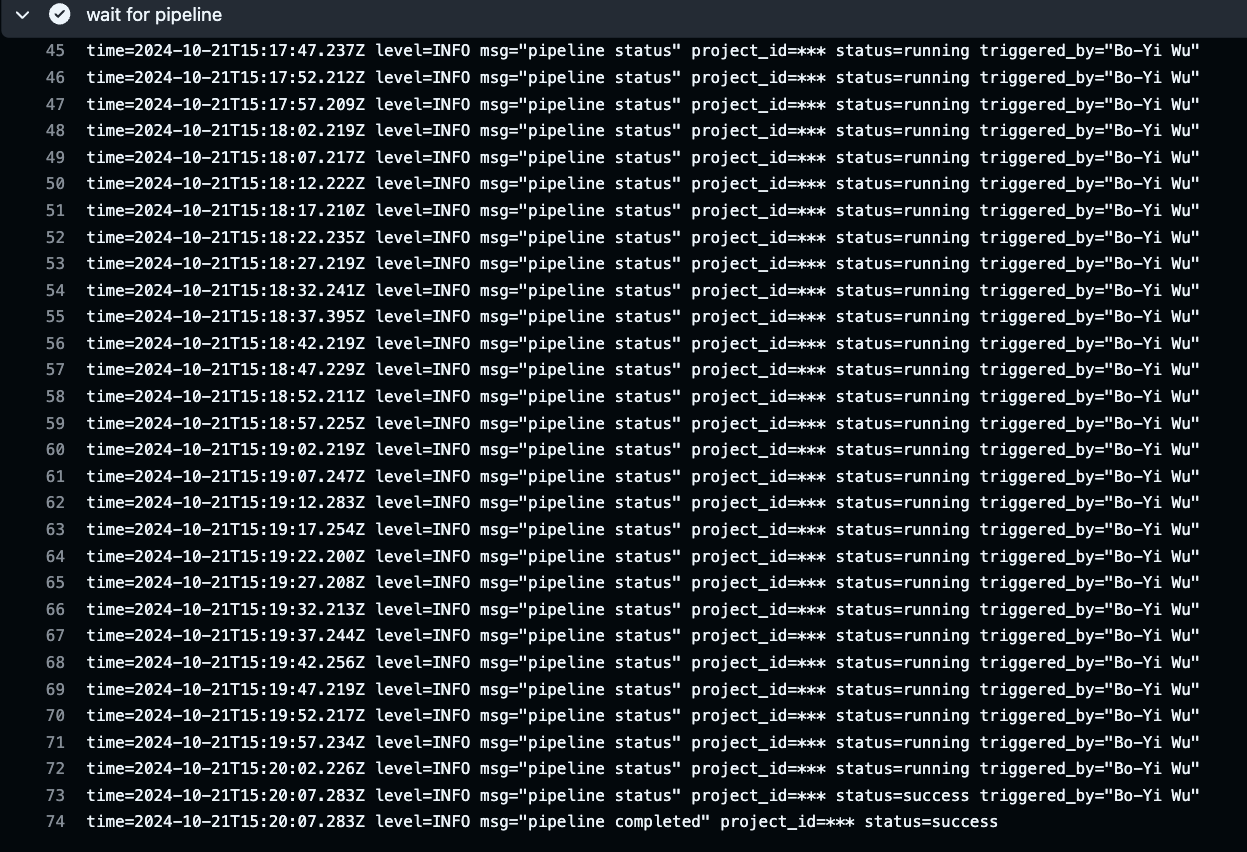 wait for pipeline
45 time=2024-10-21T15:17:47.237Z level=INFO msg="pipeline status" project_id=*** status=running triggered_by="Bo-Yi Wu"
46 time=2024-10-21T15:17:52.212Z level=INFO msg="pipeline status" project_id=*** status=running triggered_by="Bo-Yi Wu"
47 time=2024-10-21T15:17:57.209Z level=INFO msg="pipeline status" project_id=*** status=running triggered_by="Bo-Yi Wu"
48 time=2024-10-21T15:18:02.219Z level=INFO msg="pipeline status" project_id=*** status=running triggered_by="Bo-Yi Wu"
49 time=2024-10-21T15:18:07.217Z level=INFO msg="pipeline status" project_id=*** status=running triggered_by="Bo-Yi Wu"
50 time=2024-10-21T15:18:12.222Z level=INFO msg="pipeline status" project_id=*** status=running triggered_by="Bo-Yi Wu"
51 time=2024-10-21T15:18:17.210Z level=INFO msg="pipeline status" project_id=*** status=running triggered_by="Bo-Yi Wu"
52 time=2024-10-21T15:18:22.235Z level=INFO msg="pipeline status" project_id=*** status=running triggered_by="Bo-Yi Wu"
53 time=2024-10-21T15:18:27.219Z level=INFO msg="pipeline status" project_id=*** status=running triggered_by="Bo-Yi Wu"
54 time=2024-10-21T15:18:32.241Z level=INFO msg="pipeline status" project_id=*** status=running triggered_by="Bo-Yi Wu"
55 time=2024-10-21T15:18:37.395Z level=INFO msg="pipeline status" project_id=*** status=running triggered_by="Bo-Yi Wu"
56 time=2024-10-21T15:18:42.219Z level=INFO msg="pipeline status" project_id=*** status=running triggered_by="Bo-Yi Wu"
57 time=2024-10-21T15:18:47.229Z level=INFO msg="pipeline status" project_id=*** status=running triggered_by="Bo-Yi Wu"
58 time=2024-10-21T15:18:52.211Z level=INFO msg="pipeline status" project_id=*** status=running triggered_by="Bo-Yi Wu"
59 time=2024-10-21T15:18:57.225Z level=INFO msg="pipeline status" project_id=*** status=running triggered_by="Bo-Yi Wu"
60 time=2024-10-21T15:19:02.219Z level=INFO msg="pipeline status" project_id=*** status=running triggered_by="Bo-Yi Wu"
61 time=2024-10-21T15:19:07.247Z level=INFO msg="pipeline status" project_id=*** status=running triggered_by="Bo-Yi Wu"
62 time=2024-10-21T15:19:12.283Z level=INFO msg="pipeline status" project_id=*** status=running triggered_by="Bo-Yi Wu"
63 time=2024-10-21T15:19:17.254Z level=INFO msg="pipeline status" project_id=*** status=running triggered_by="Bo-Yi Wu"
64 time=2024-10-21T15:19:22.200Z level=INFO msg="pipeline status" project_id=*** status=running triggered_by="Bo-Yi Wu"
65 time=2024-10-21T15:19:27.208Z level=INFO msg="pipeline status" project_id=*** status=running triggered_by="Bo-Yi Wu"
66 time=2024-10-21T15:19:32.213Z level=INFO msg="pipeline status" project_id=*** status=running triggered_by="Bo-Yi Wu"
67 time=2024-10-21T15:19:37.244Z level=INFO msg="pipeline status" project_id=*** status=running triggered_by="Bo-Yi Wu"
68 time=2024-10-21T15:19:42.256Z level=INFO msg="pipeline status" project_id=*** status=running triggered_by="Bo-Yi Wu"
69 time=2024-10-21T15:19:47.219Z level=INFO msg="pipeline status" project_id=*** status=running triggered_by="Bo-Yi Wu"
70 time=2024-10-21T15:19:52.217Z level=INFO msg="pipeline status" project_id=*** status=running triggered_by="Bo-Yi Wu"
71 time=2024-10-21T15:19:57.234Z level=INFO msg="pipeline status" project_id=*** status=running triggered_by="Bo-Yi Wu"
72 time=2024-10-21T15:20:02.226Z level=INFO msg="pipeline status" project_id=*** status=running triggered_by="Bo-Yi Wu"
73 time=2024-10-21T15:20:07.283Z level=INFO msg="pipeline status" project_id=*** status=success triggered_by="Bo-Yi Wu"
74 time=2024-10-21T15:20:07.283Z level=INFO msg="pipeline completed" project_id=*** status=success